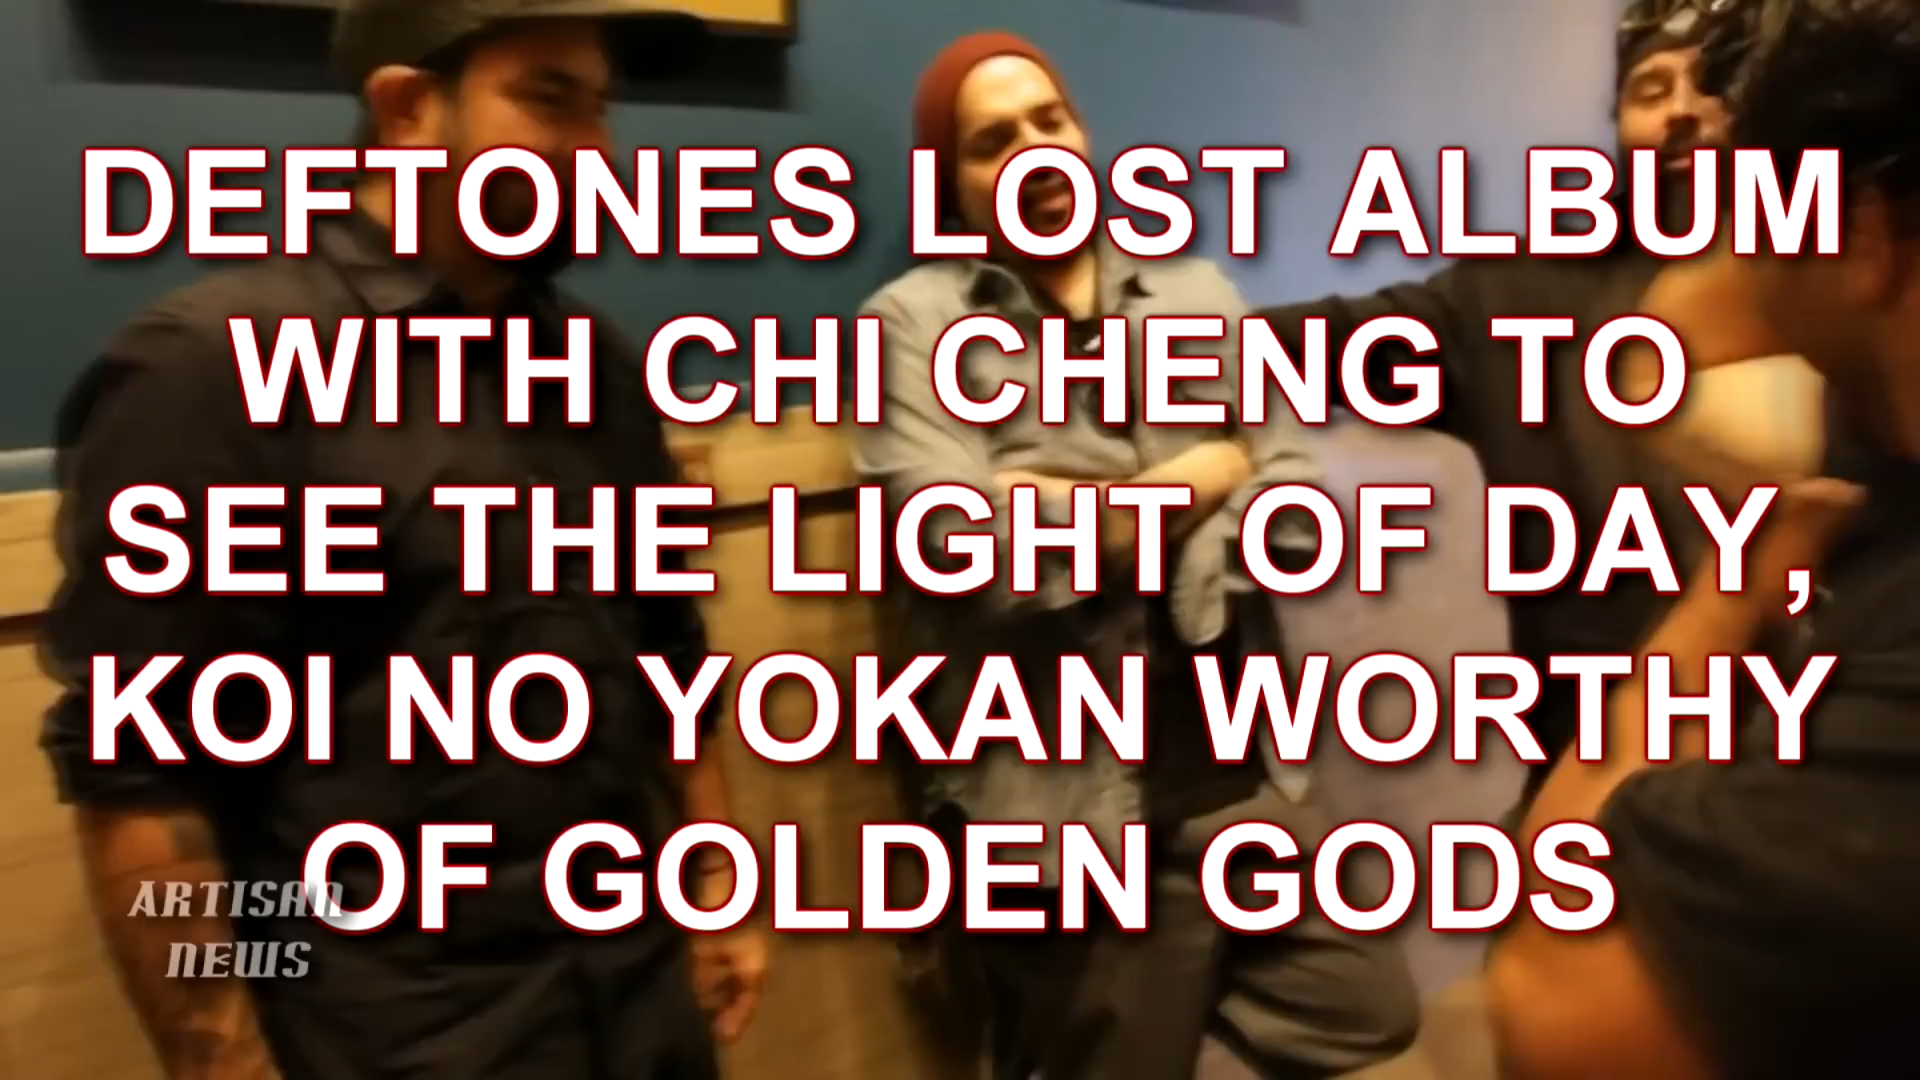 DEFTONES LOST ALBUM
WITH CHI CHENG TO
SEE THE LIGHT OF DAY,
KOI NO YOKAN WORTHY
OF GOLDEN GODS
ARTISAN
NEWS